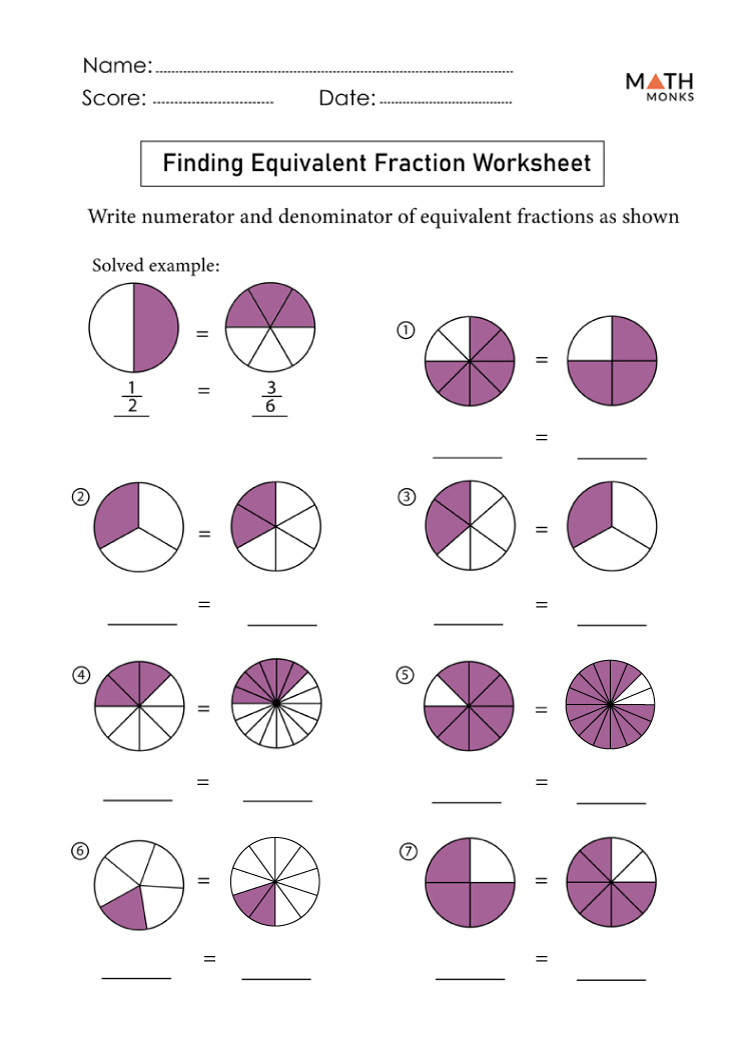 Name:
Score: Date:
MATH
MONKS
Finding Equivalent Fraction Worksheet
Write numerator and denominator of equivalent fractions as shown
Solved example:
=
1/2 = 3/6
① =
=
② =
=
③ =
=
④ =
=
⑤ =
=
⑥ =
=
⑦ =
=